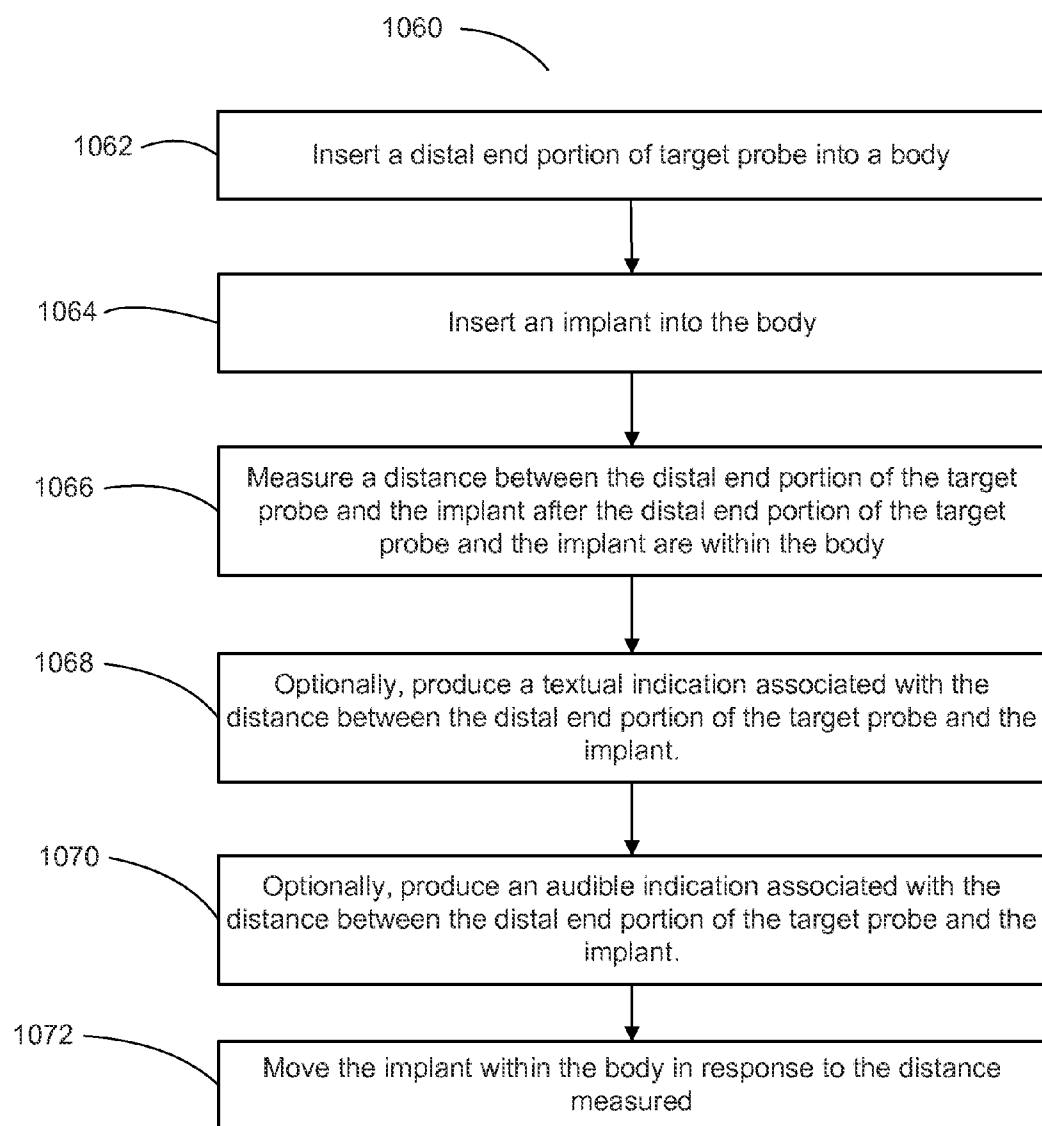 1060
1062
Insert a distal end portion of target probe into a body
1064
Insert an implant into the body
1066
Measure a distance between the distal end portion of the target
probe and the implant after the distal end portion of the target
probe and the implant are within the body
1068
Optionally, produce a textual indication associated with the
distance between the distal end portion of the target probe and the
implant.
1070
Optionally, produce an audible indication associated with the
distance between the distal end portion of the target probe and the
implant.
1072
Move the implant within the body in response to the distance
measured